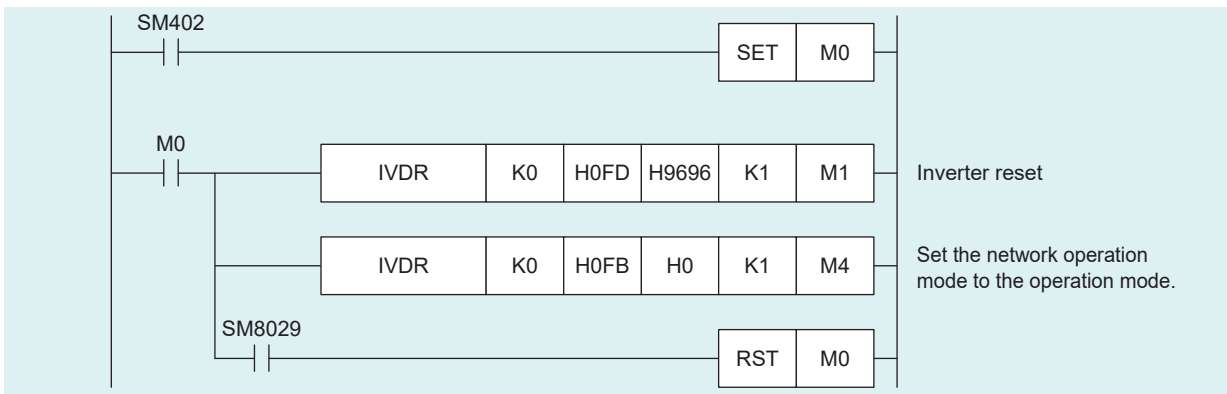 SM402
SET M0
M0
IVDR K0 H0FD H9696 K1 M1 Inverter reset
IVDR K0 H0FB H0 K1 M4 Set the network operation
mode to the operation mode.
SM8029
RST M0